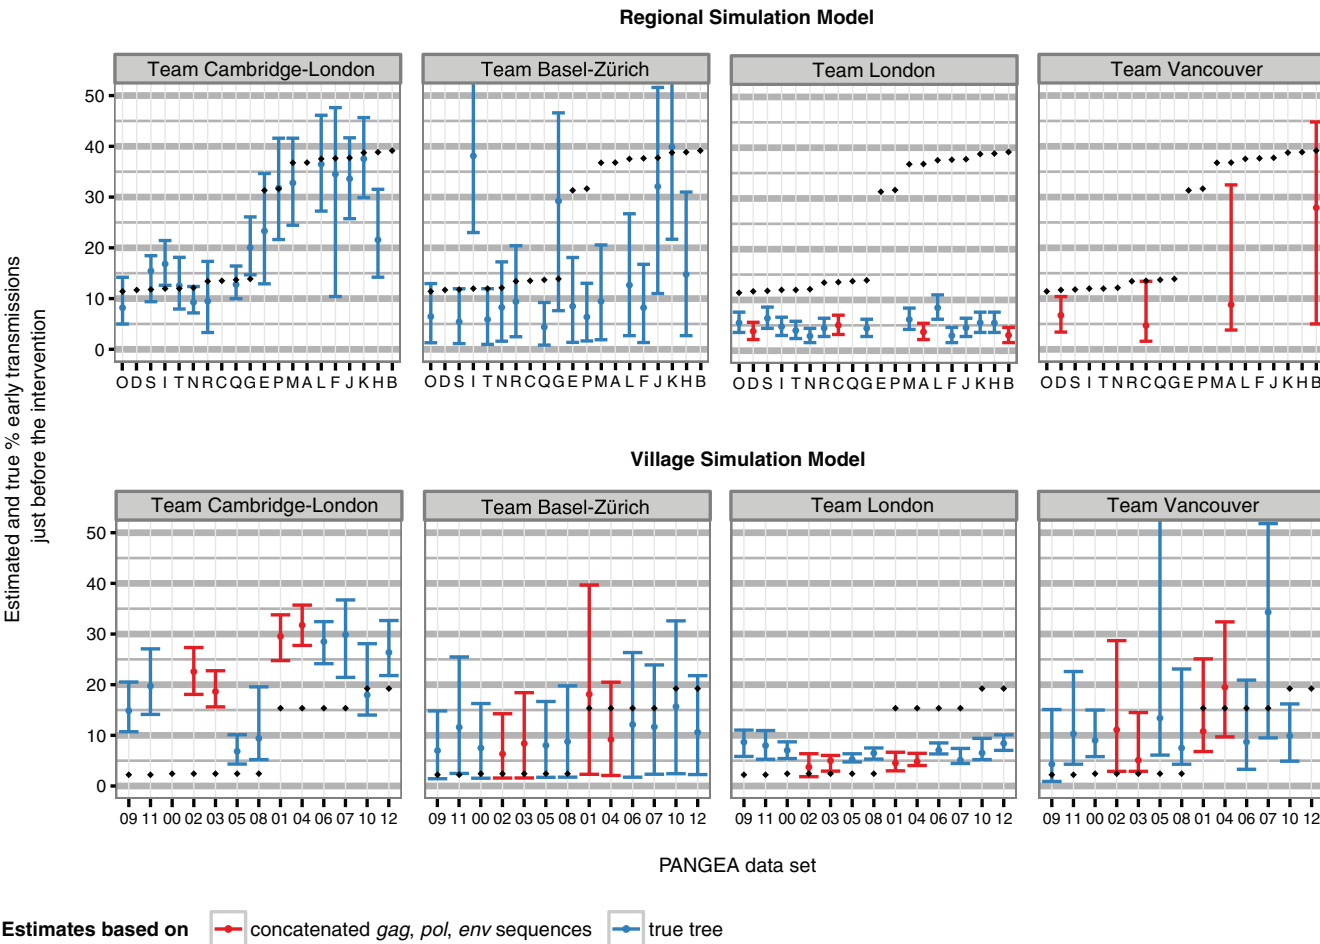 Regional Simulation Model
Team Cambridge-London
Team Basel-Zürich
Team London
Team Vancouver
50
40
30
20
10
0
O D S I T N R C Q G E P M A L F J K H B
O D S I T N R C Q G E P M A L F J K H B
O D S I T N R C Q G E P M A L F J K H B
O D S I T N R C Q G E P M A L F J K H B
Estimated and true % early transmissions
just before the intervention
Village Simulation Model
Team Cambridge-London
Team Basel-Zürich
Team London
Team Vancouver
50
40
30
20
10
0
09 11 00 02 03 05 08 01 04 06 07 10 12
09 11 00 02 03 05 08 01 04 06 07 10 12
09 11 00 02 03 05 08 01 04 06 07 10 12
09 11 00 02 03 05 08 01 04 06 07 10 12
PANGEA data set
Estimates based on concatenated gag, pol, env sequences true tree